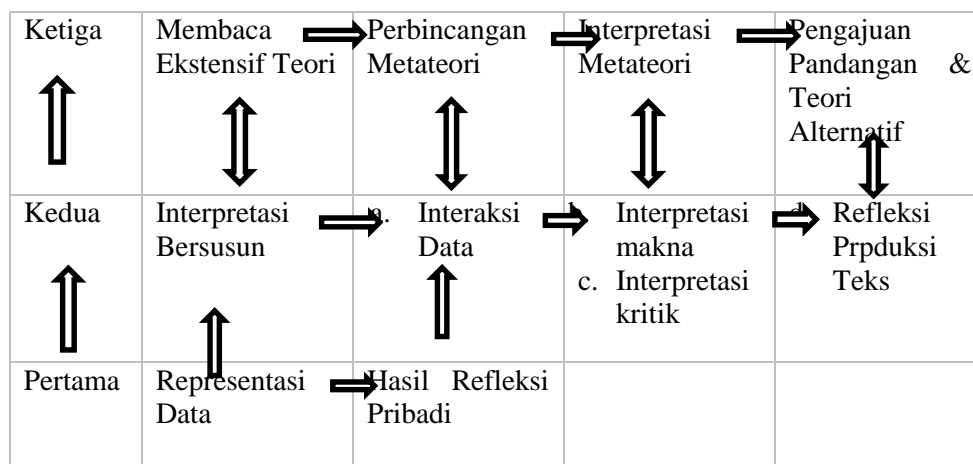 Ketiga
Membaca
Ekstensif Teori
Perbincangan
Metateori
Interpretasi
Metateori
Pengajuan
Pandangan &
Teori
Alternatif
Kedua
Interpretasi
Bersusun
a. Interaksi
Data
b. Interpretasi
makna
c. Interpretasi
kritik
d. Refleksi
Prpduksi
Teks
Pertama
Representasi
Data
Hasil Refleksi
Pribadi